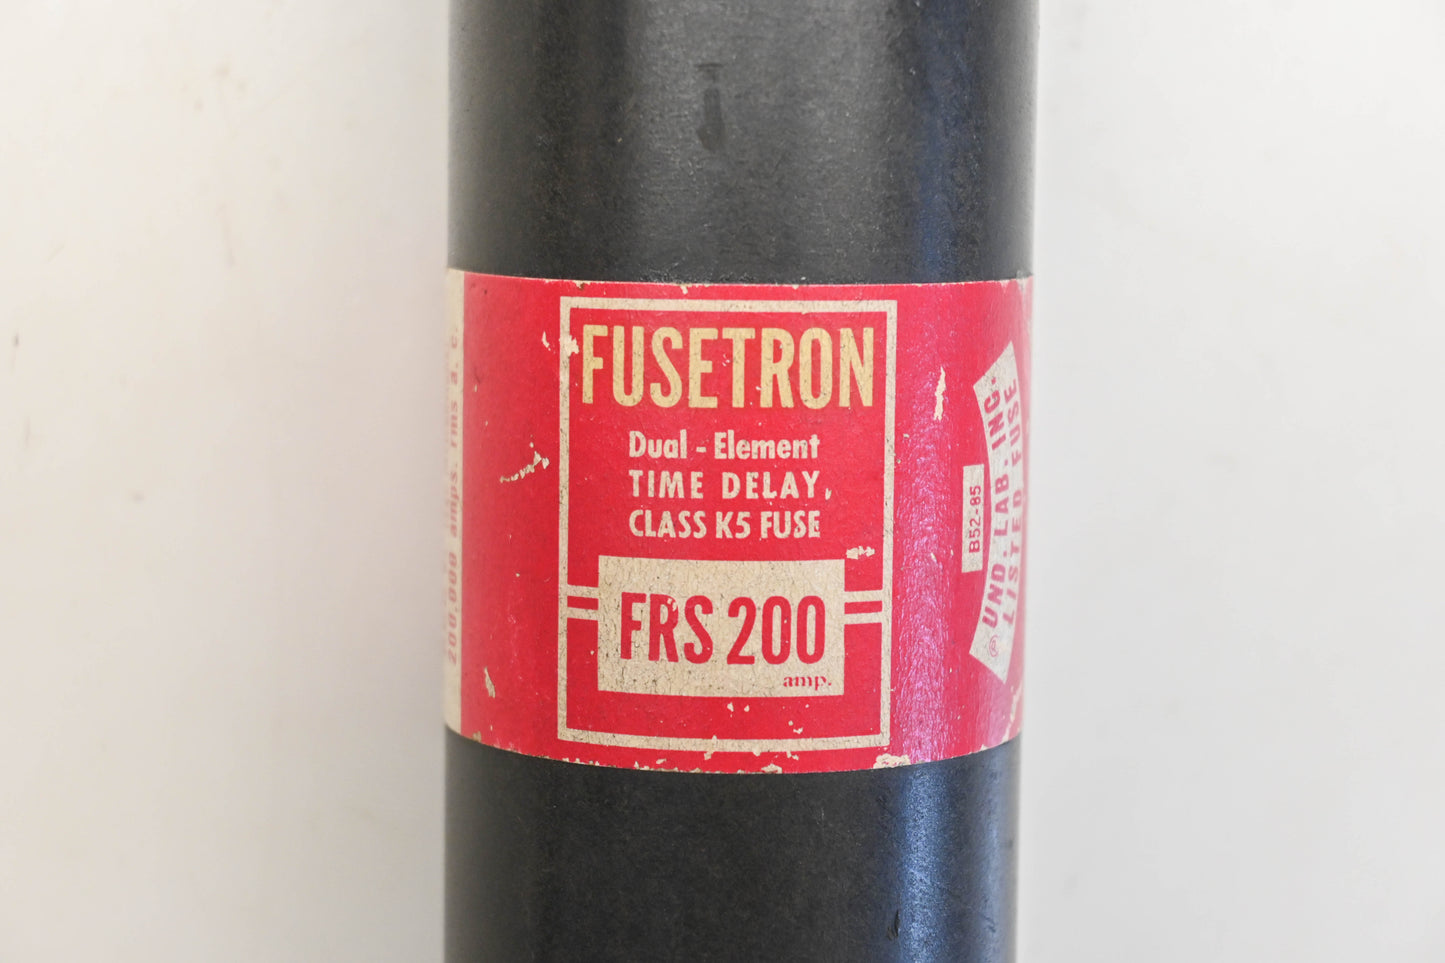 FUSETRON
Dual - Element
TIME DELAY,
CLASS K5 FUSE
FRS 200
amp.
200,000 amps. rms a. c.
B52-85
UND. LAB. INC.
LISTED FUSE